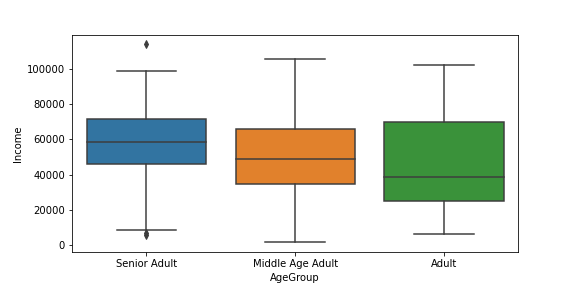 100000
80000
60000
40000
20000
0
Income
Senior Adult
Middle Age Adult
Adult
AgeGroup